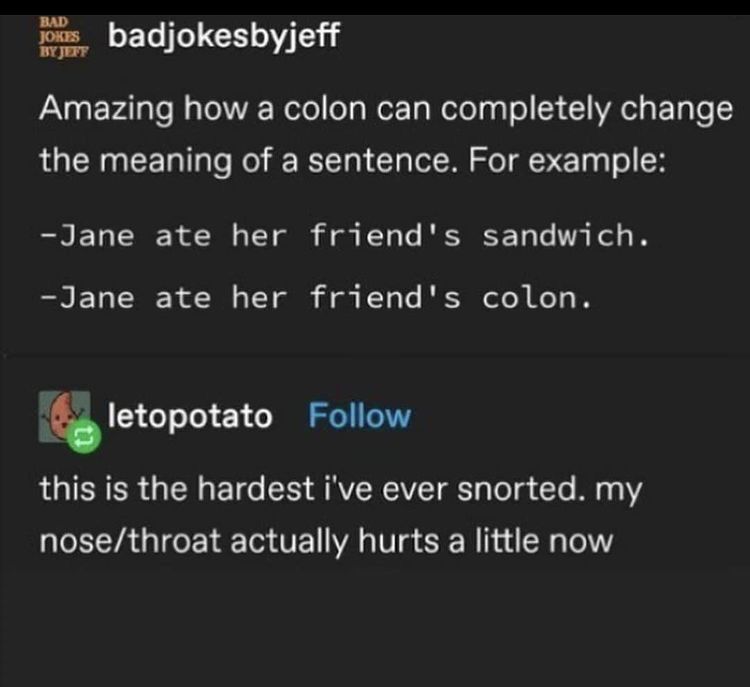 BAD
JOKES
BY JEFF
badjokesbyjeff
Amazing how a colon can completely change
the meaning of a sentence. For example:
-Jane ate her friend's sandwich.
-Jane ate her friend's colon.
letopotato Follow
this is the hardest i've ever snorted. my
nose/throat actually hurts a little now